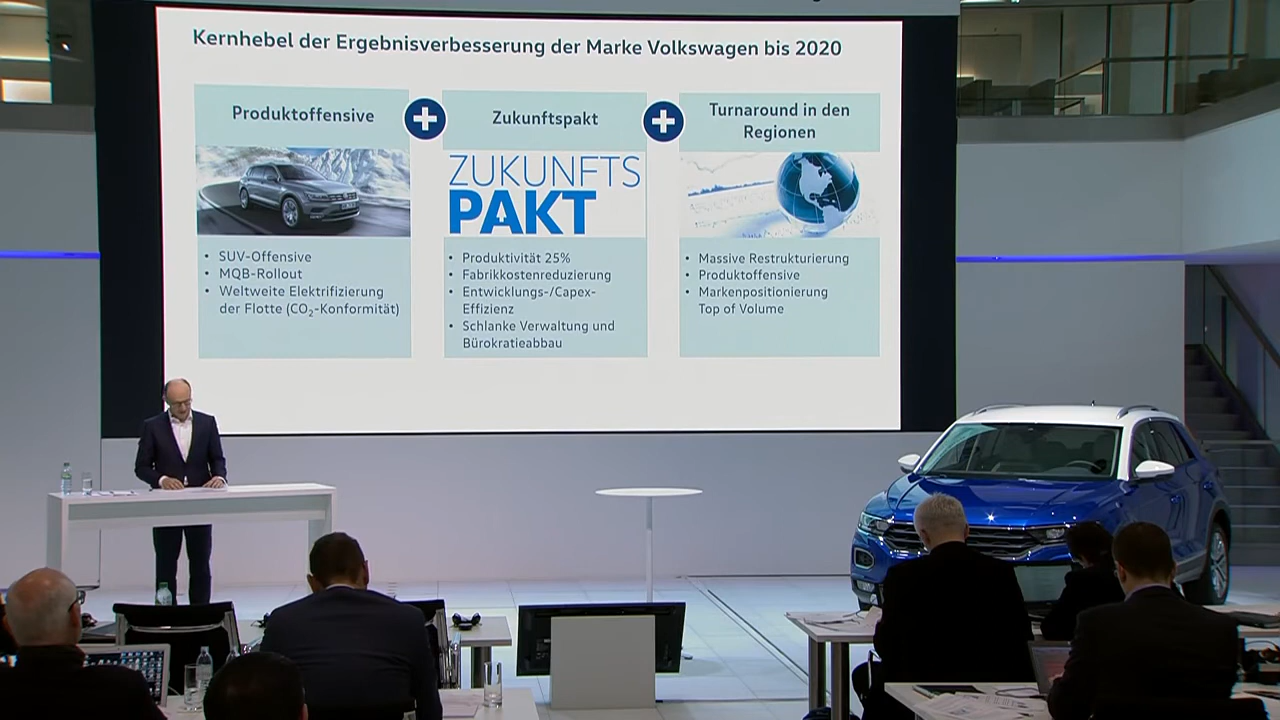 Kernhebel der Ergebnisverbesserung der Marke Volkswagen bis 2020
Produktoffensive
• SUV-Offensive
• MQB-Rollout
• Weltweite Elektrifizierung
der Flotte (CO₂-Konformität)
Zukunftspakt
ZUKUNFTS
PAKT
• Produktivität 25%
• Fabrikkostenreduzierung
• Entwicklungs-/Capex-
Effizienz
• Schlanke Verwaltung und
Bürokratieabbau
Turnaround in den
Regionen
• Massive Restrukturierung
• Produktoffensive
• Markenpositionierung
Top of Volume